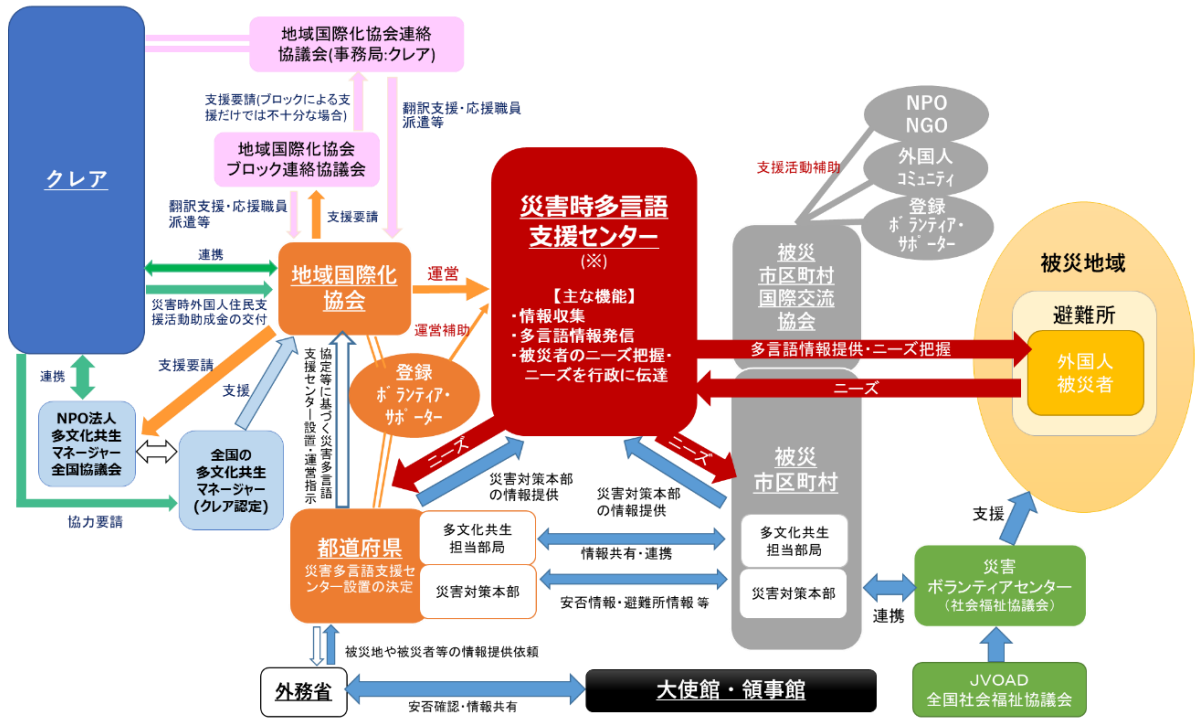 クレア
地域国際化協会連絡
協議会(事務局:クレア)
支援要請(ブロックによる支
援だけでは不十分な場合)
翻訳支援・応援職員
派遣等
地域国際化協会
ブロック連絡協議会
翻訳支援・応援職員
派遣等
支援要請
連携
災害時外国人住民支
援活動助成金の交付
地域国際化
協会
運営
運営補助
支援要請
支援
連携
NPO法人
多文化共生
マネージャー
全国協議会
全国の
多文化共生
マネージャー
(クレア認定)
協力要請
協定等に基づく災害多言語
支援センター設置・運営指示
登録
ボランティア・
サポーター
災害時多言語
支援センター
(※)
【主な機能】
・情報収集
・多言語情報発信
・被災者のニーズ把握・
ニーズを行政に伝達
ニーズ
災害対策本部
の情報提供
ニーズ
災害対策本部
の情報提供
都道府県
災害多言語支援セ
ンター設置の決定
多文化共生
担当部局
災害対策本部
情報共有・連携
安否情報・避難所情報 等
被災地や被災者等の情報提供依頼
外務省
安否確認・情報共有
大使館・領事館
NPO
NGO
外国人
コミュニティ
登録
ボランティア・
サポーター
支援活動補助
被災
市区町村
国際交流
協会
多言語情報提供・ニーズ把握
ニーズ
被災
市区町村
多文化共生
担当部局
災害対策本部
被災地域
避難所
外国人
被災者
支援
連携
災害
ボランティアセンター
(社会福祉協議会)
JVOAD
全国社会福祉協議会